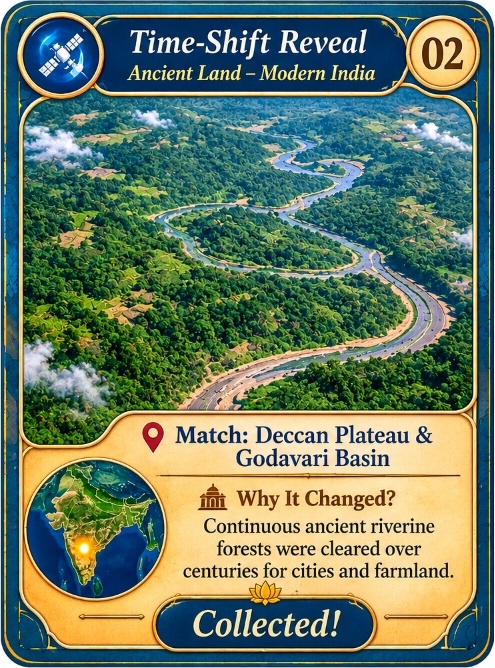 Time-Shift Reveal
Ancient Land – Modern India
02
Match: Deccan Plateau &
Godavari Basin
Why It Changed?
Continuous ancient riverine
forests were cleared over
centuries for cities and farmland.
Collected!